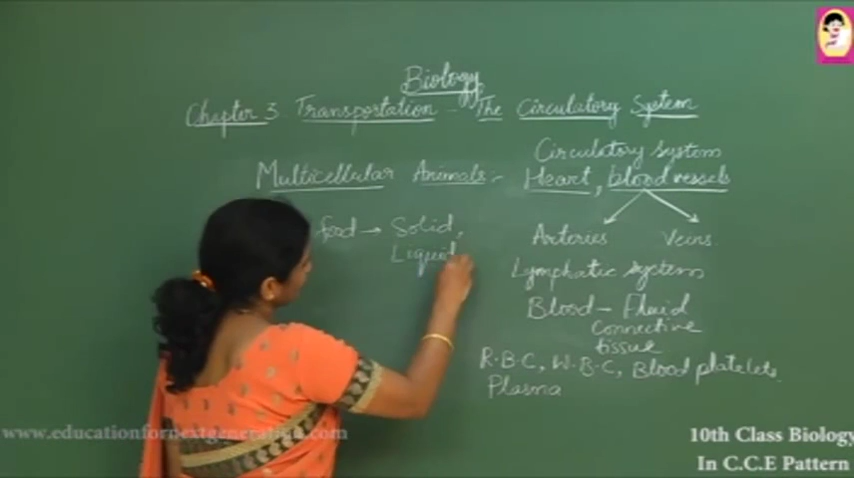 Biology
Chapter 3. Transportation - The Circulatory System
Circulatory system
Multicellular Animals:- Heart, blood vessels
food → Solid,
Liquid
Arteries Veins.
Lymphatic system
Blood - Fluid
connective
tissue
R.B.C, W.B.C, Blood platelets.
Plasma
www.educationfornextgeneration.com
10th Class Biology
In C.C.E Pattern